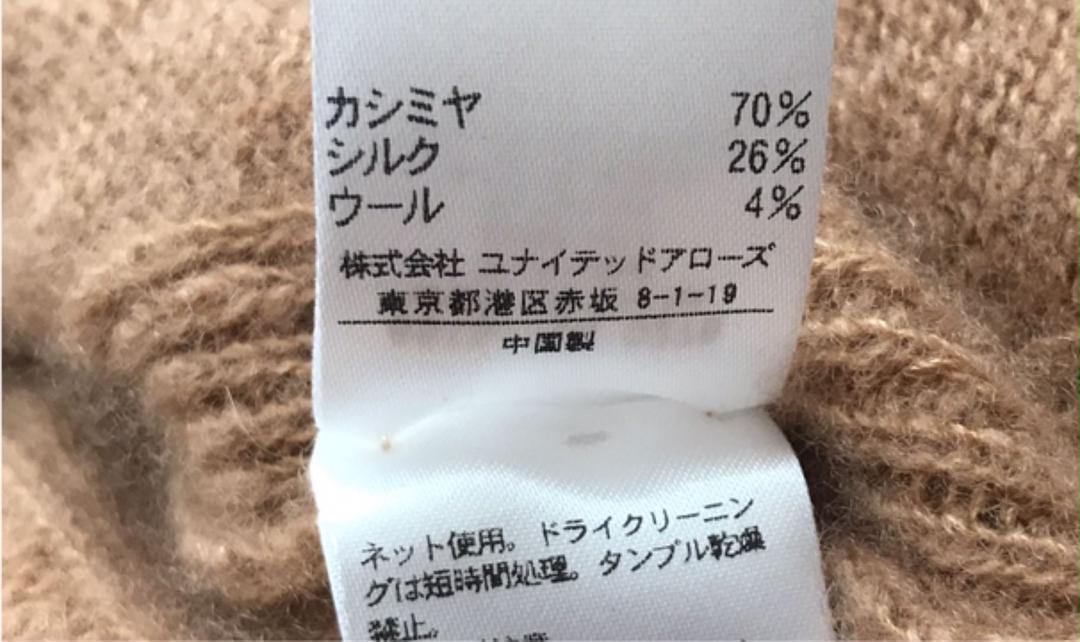 カシミヤ 70%
シルク 26%
ウール 4%
株式会社 ユナイテッドアローズ
東京都港区赤坂 8-1-19
中国製
ネット使用。ドライクリーニン
グは短時間処理。タンブル乾燥
禁止。